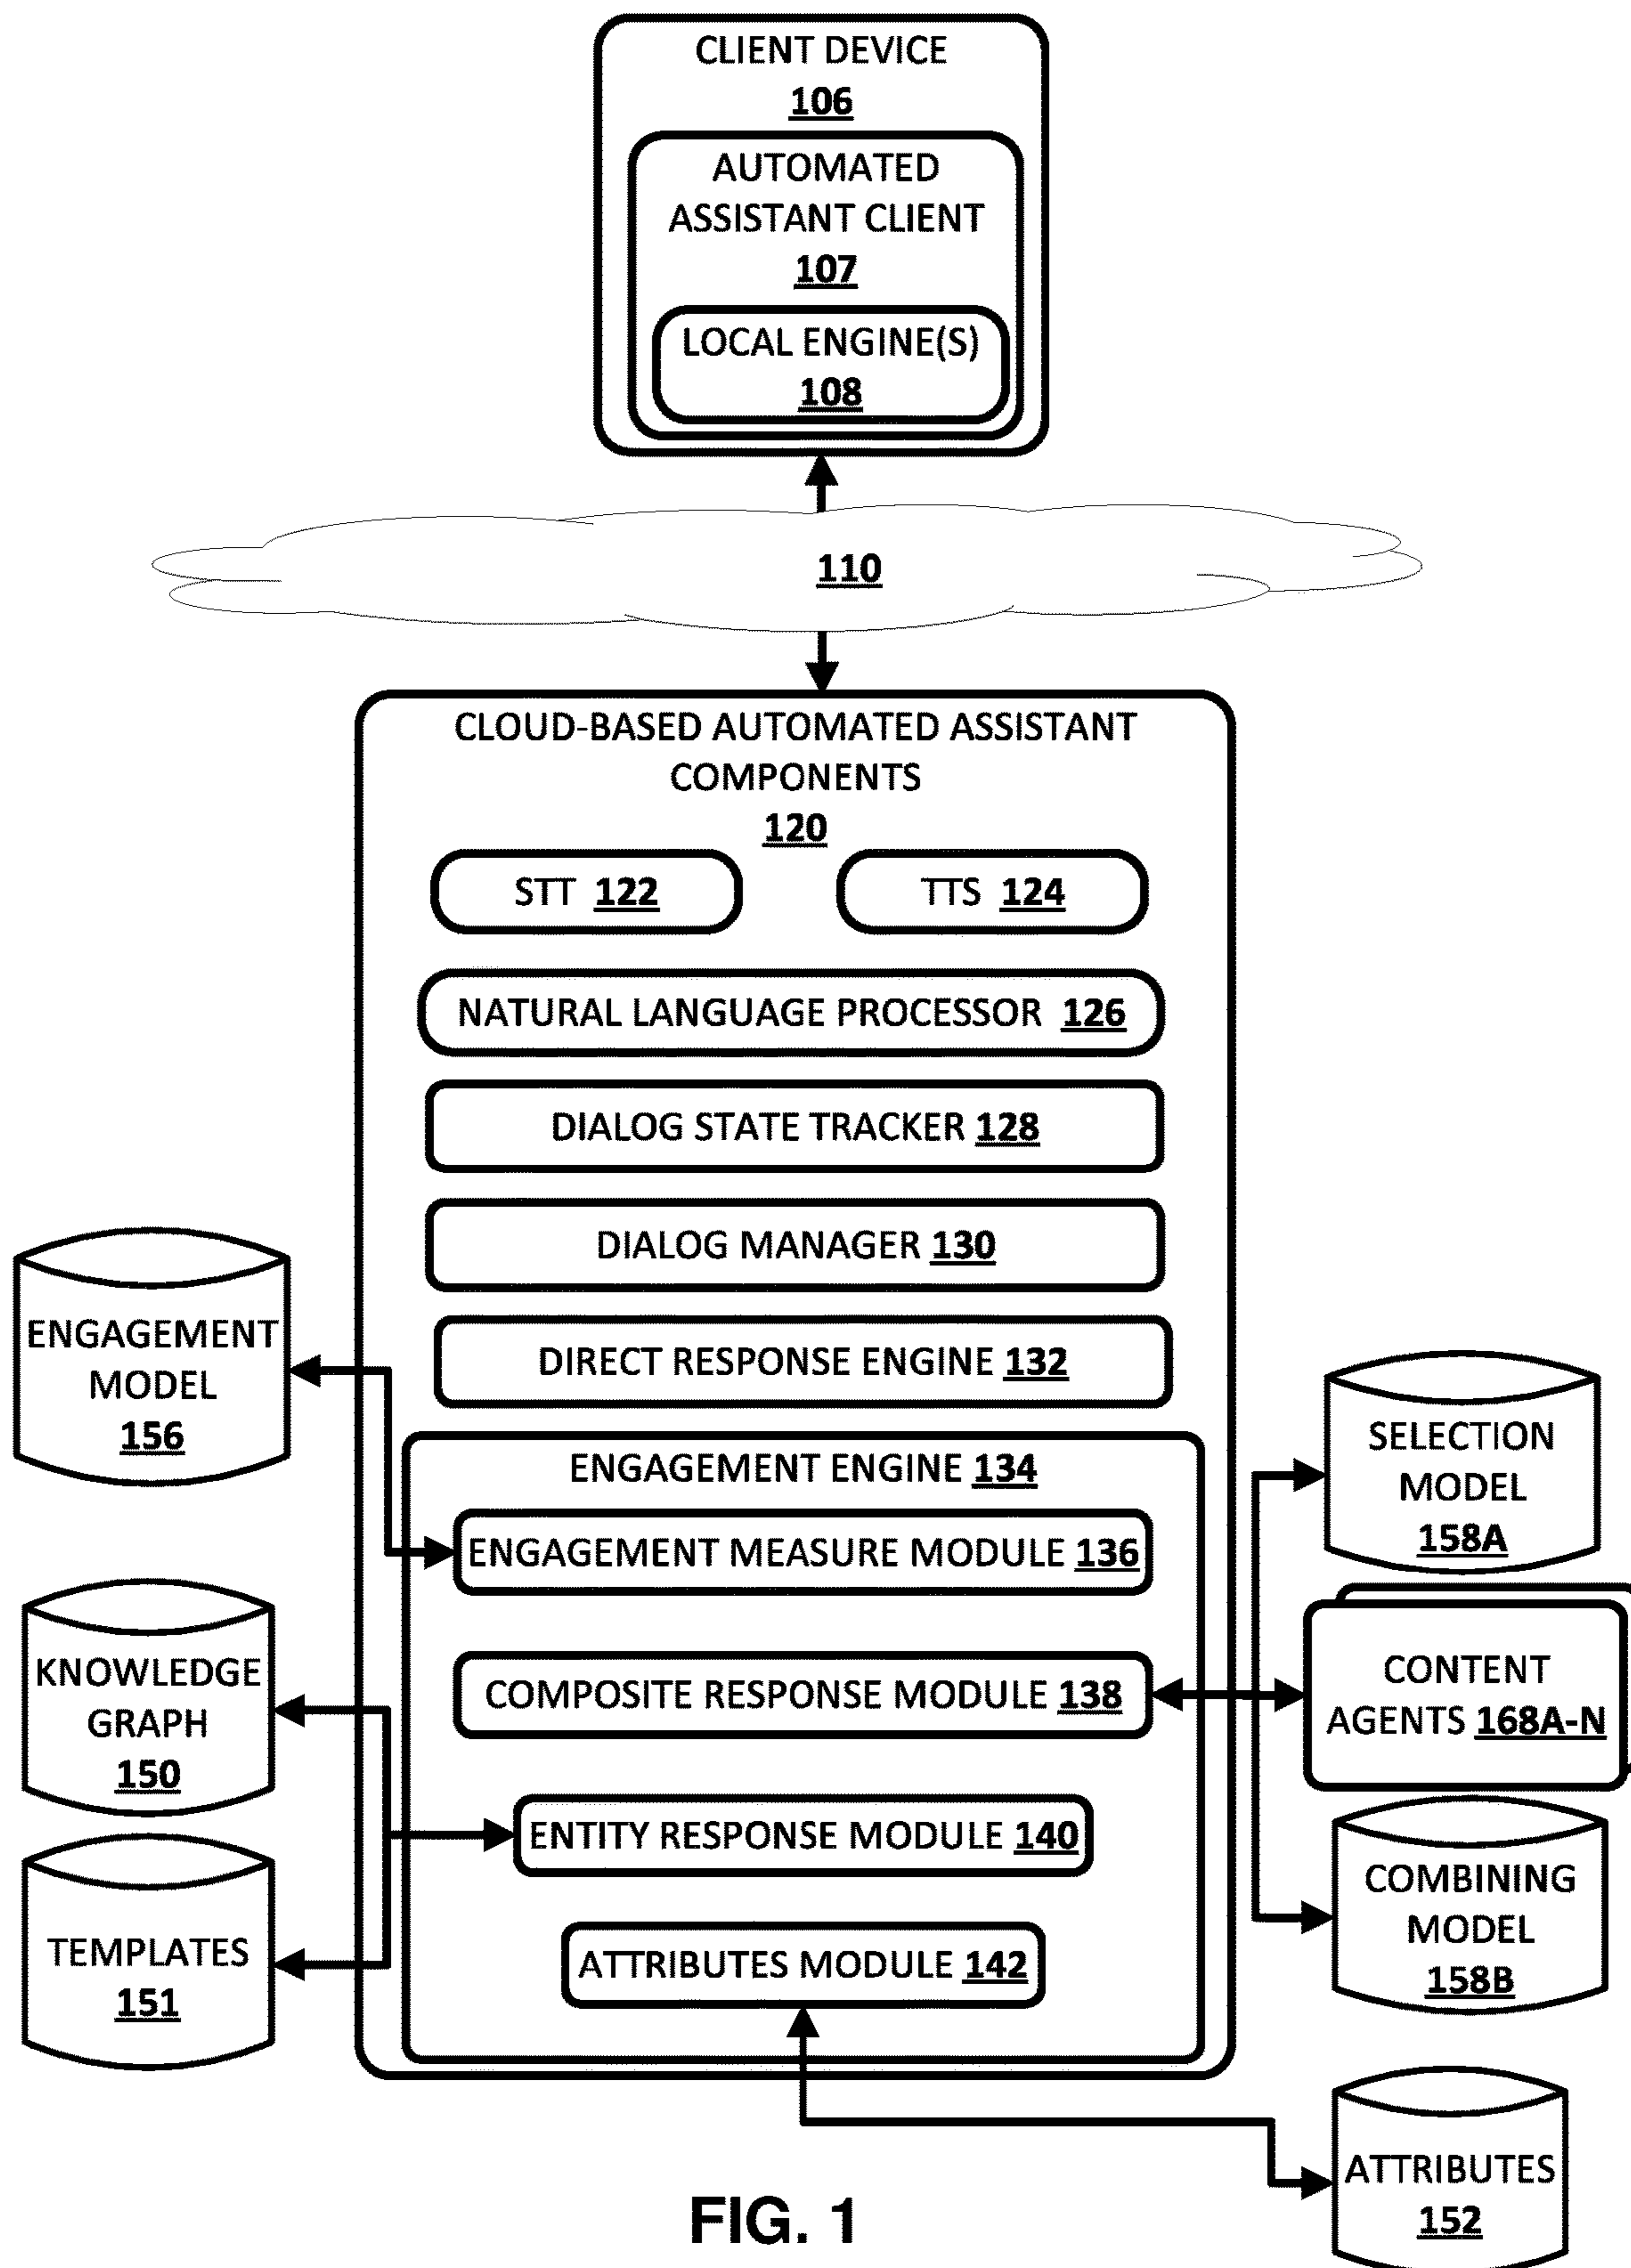 CLIENT DEVICE
106
AUTOMATED
ASSISTANT CLIENT
107
LOCAL ENGINE(S)
108
110
CLOUD-BASED AUTOMATED ASSISTANT
COMPONENTS
120
STT 122
TTS 124
NATURAL LANGUAGE PROCESSOR 126
DIALOG STATE TRACKER 128
DIALOG MANAGER 130
DIRECT RESPONSE ENGINE 132
ENGAGEMENT ENGINE 134
ENGAGEMENT MEASURE MODULE 136
COMPOSITE RESPONSE MODULE 138
ENTITY RESPONSE MODULE 140
ATTRIBUTES MODULE 142
ENGAGEMENT
MODEL
156
KNOWLEDGE
GRAPH
150
TEMPLATES
151
SELECTION
MODEL
158A
CONTENT
AGENTS 168A-N
COMBINING
MODEL
158B
ATTRIBUTES
152
FIG. 1